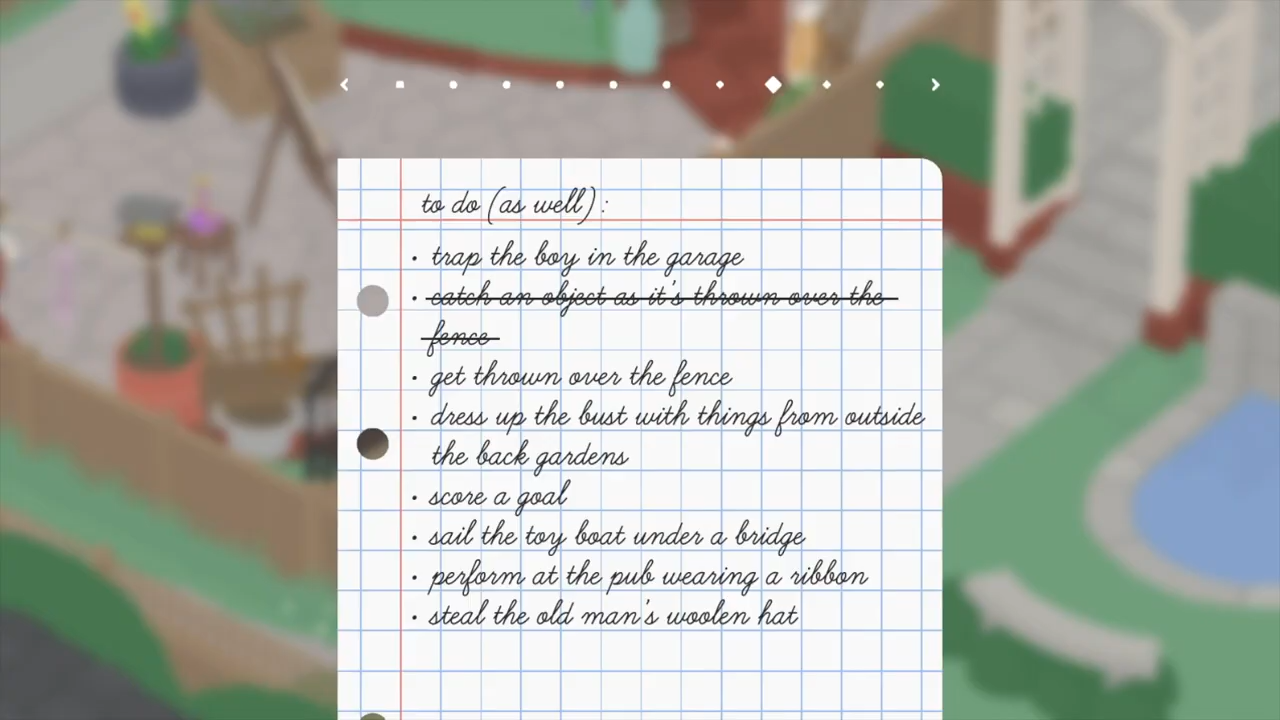 to do (as well):
• trap the boy in the garage
• catch an object as it's thrown over the
fence
• get thrown over the fence
• dress up the bust with things from outside
the back gardens
• score a goal
• sail the toy boat under a bridge
• perform at the pub wearing a ribbon
• steal the old man's woolen hat